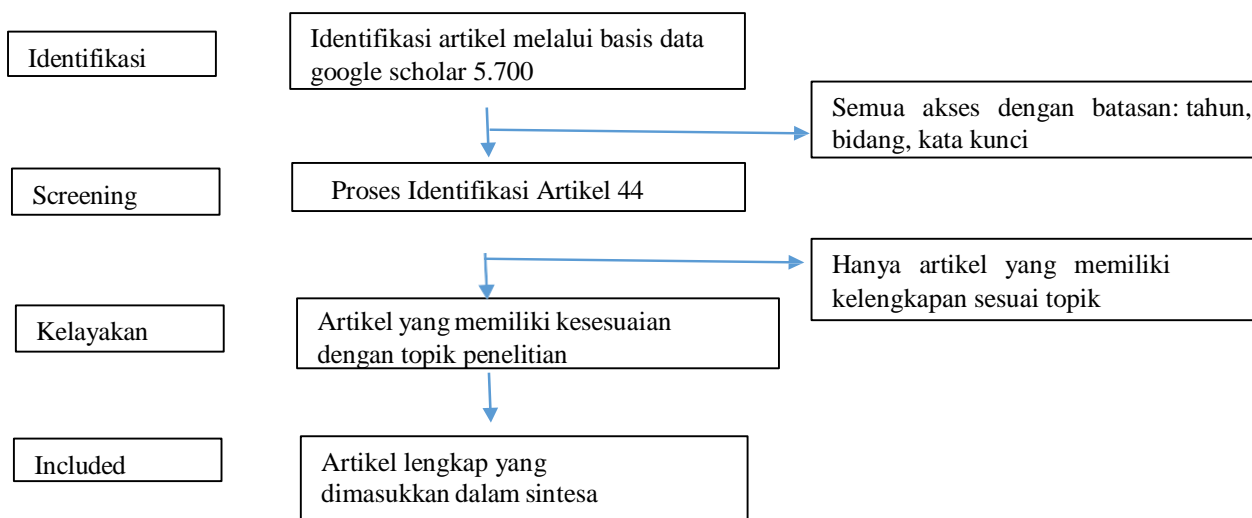 Identifikasi
Identifikasi artikel melalui basis data
google scholar 5.700
Semua akses dengan batasan: tahun,
bidang, kata kunci
Screening
Proses Identifikasi Artikel 44
Hanya artikel yang memiliki
kelengkapan sesuai topik
Kelayakan
Artikel yang memiliki kesesuaian
dengan topik penelitian
Included
Artikel lengkap yang
dimasukkan dalam sintesa